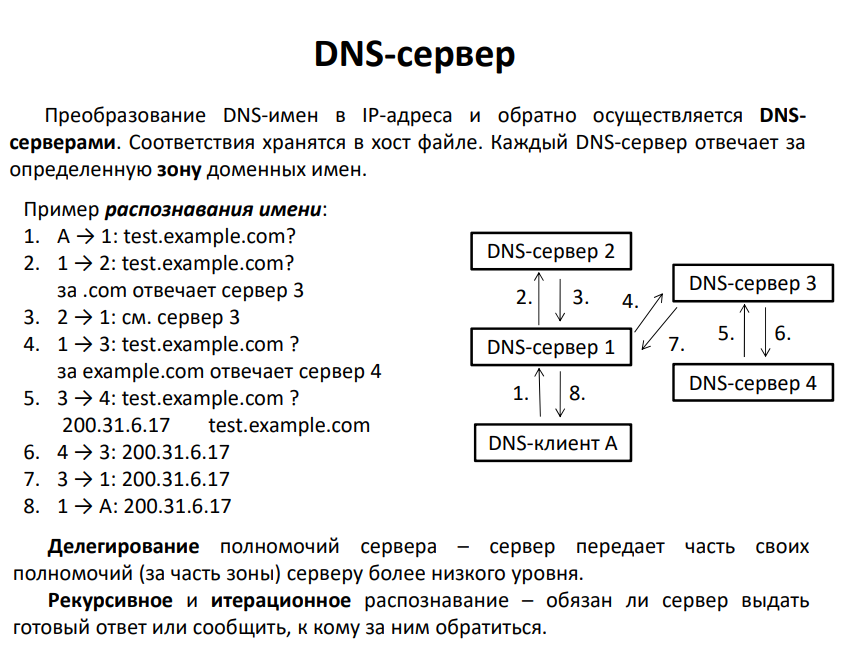 DNS-сервер
Преобразование DNS-имен в IP-адреса и обратно осуществляется DNS-
серверами. Соответствия хранятся в хост файле. Каждый DNS-сервер отвечает за
определенную зону доменных имен.
Пример распознавания имени:
1. A → 1: test.example.com?
2. 1 → 2: test.example.com?
за .com отвечает сервер 3
3. 2 → 1: см. сервер 3
4. 1 → 3: test.example.com ?
за example.com отвечает сервер 4
5. 3 → 4: test.example.com ?
200.31.6.17 test.example.com
6. 4 → 3: 200.31.6.17
7. 3 → 1: 200.31.6.17
8. 1 → A: 200.31.6.17
DNS-сервер 2
DNS-сервер 3
2. 3. 4.
DNS-сервер 1
7. 5. 6.
DNS-сервер 4
1. 8.
DNS-клиент A
Делегирование полномочий сервера – сервер передает часть своих
полномочий (за часть зоны) серверу более низкого уровня.
Рекурсивное и итерационное распознавание – обязан ли сервер выдать
готовый ответ или сообщить, к кому за ним обратиться.